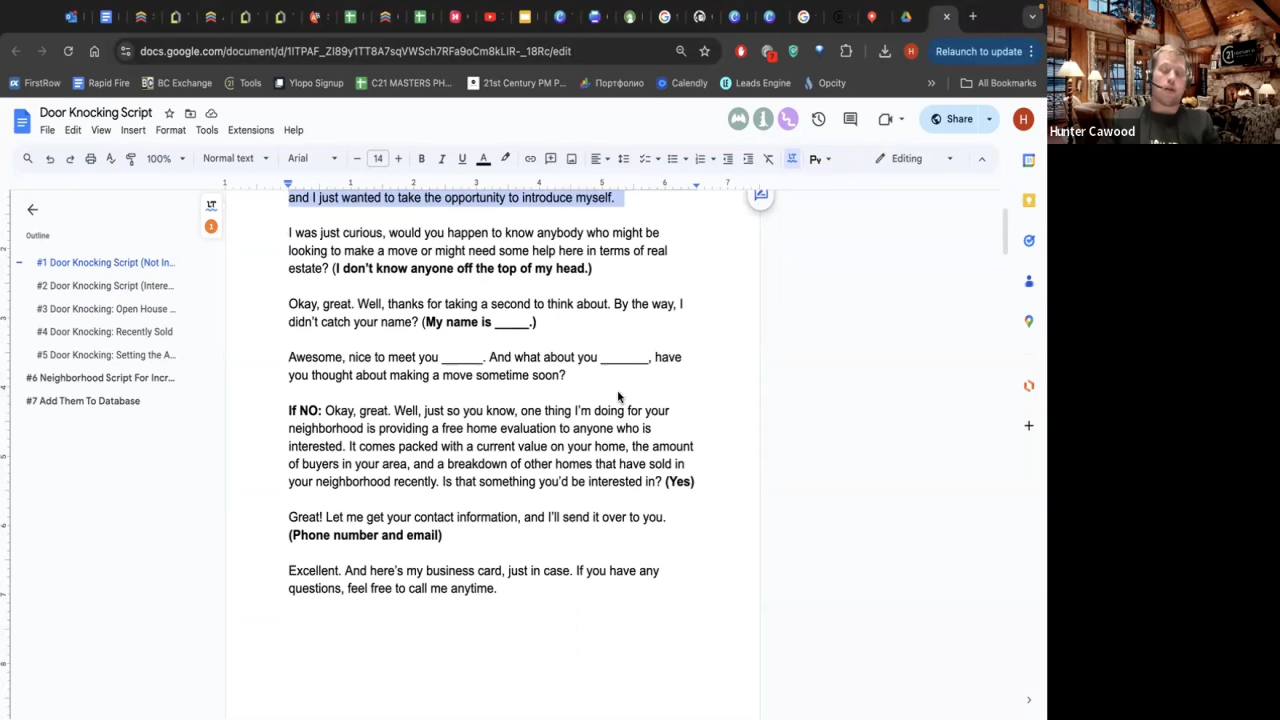 docs.google.com/document/d/1lTPAF_ZI89y1TT8A7sqVWSch7RFa9oCm8kLIR-_18Rc/edit
Relaunch to update
FirstRow
Rapid Fire
BC Exchange
Tools
Ylopo Signup
C21 MASTERS PH...
21st Century PM P...
Портфолио
Calendly
Leads Engine
Opcity
All Bookmarks
Hunter Cawood
Door Knocking Script
File Edit View Insert Format Tools Extensions Help
Share
H
100%
Normal text
Arial
14
Editing
Outline
#1 Door Knocking Script (Not In...
#2 Door Knocking Script (Intere...
#3 Door Knocking: Open House ...
#4 Door Knocking: Recently Sold
#5 Door Knocking: Setting the A...
#6 Neighborhood Script For Incr...
#7 Add Them To Database
and I just wanted to take the opportunity to introduce myself.
I was just curious, would you happen to know anybody who might be
looking to make a move or might need some help here in terms of real
estate? (I don't know anyone off the top of my head.)
Okay, great. Well, thanks for taking a second to think about. By the way, I
didn't catch your name? (My name is _____.)
Awesome, nice to meet you ______. And what about you _______, have
you thought about making a move sometime soon?
If NO: Okay, great. Well, just so you know, one thing I'm doing for your
neighborhood is providing a free home evaluation to anyone who is
interested. It comes packed with a current value on your home, the amount
of buyers in your area, and a breakdown of other homes that have sold in
your neighborhood recently. Is that something you'd be interested in? (Yes)
Great! Let me get your contact information, and I'll send it over to you.
(Phone number and email)
Excellent. And here's my business card, just in case. If you have any
questions, feel free to call me anytime.